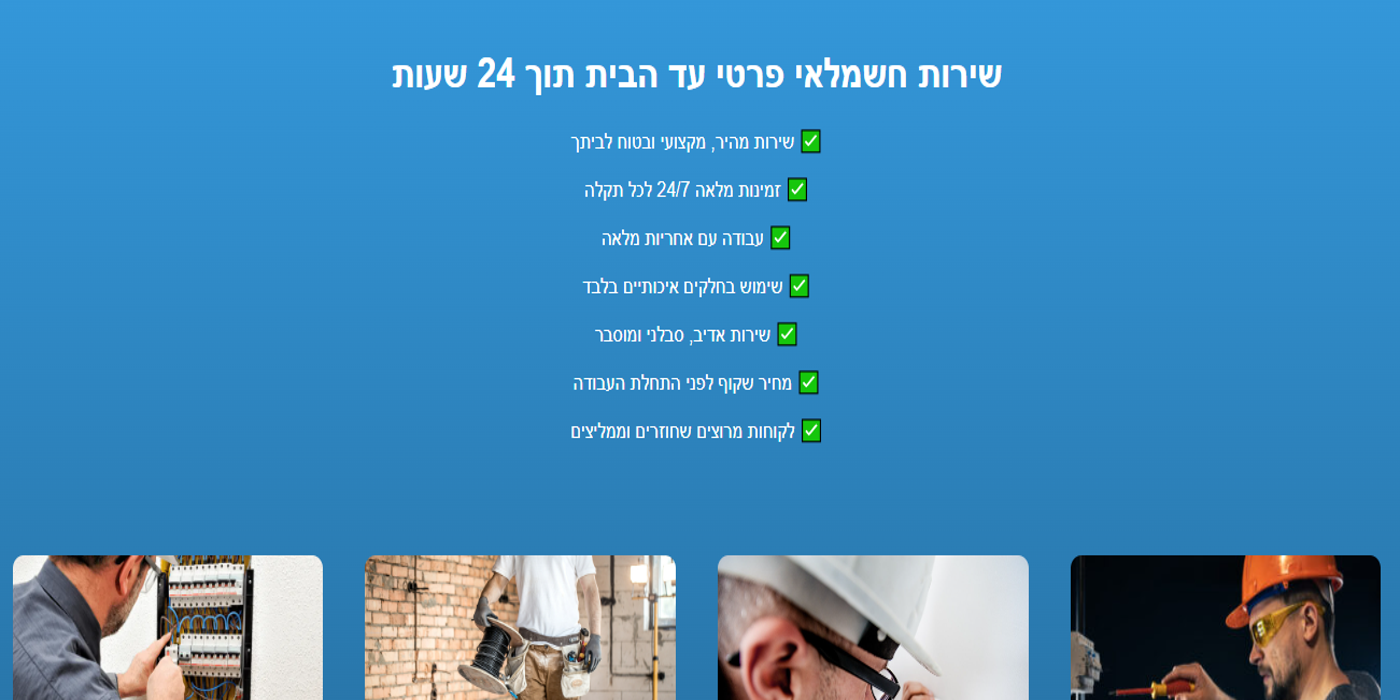 שירות חשמלאי פרטי עד הבית תוך 24 שעות
✅ שירות מהיר, מקצועי ובטוח לביתך
✅ זמינות מלאה 24/7 לכל תקלה
✅ עבודה עם אחריות מלאה
✅ שימוש בחלקים איכותיים בלבד
✅ שירות אדיב, סבלני ומוסבר
✅ מחיר שקוף לפני התחלת העבודה
✅ לקוחות מרוצים שחוזרים וממליצים